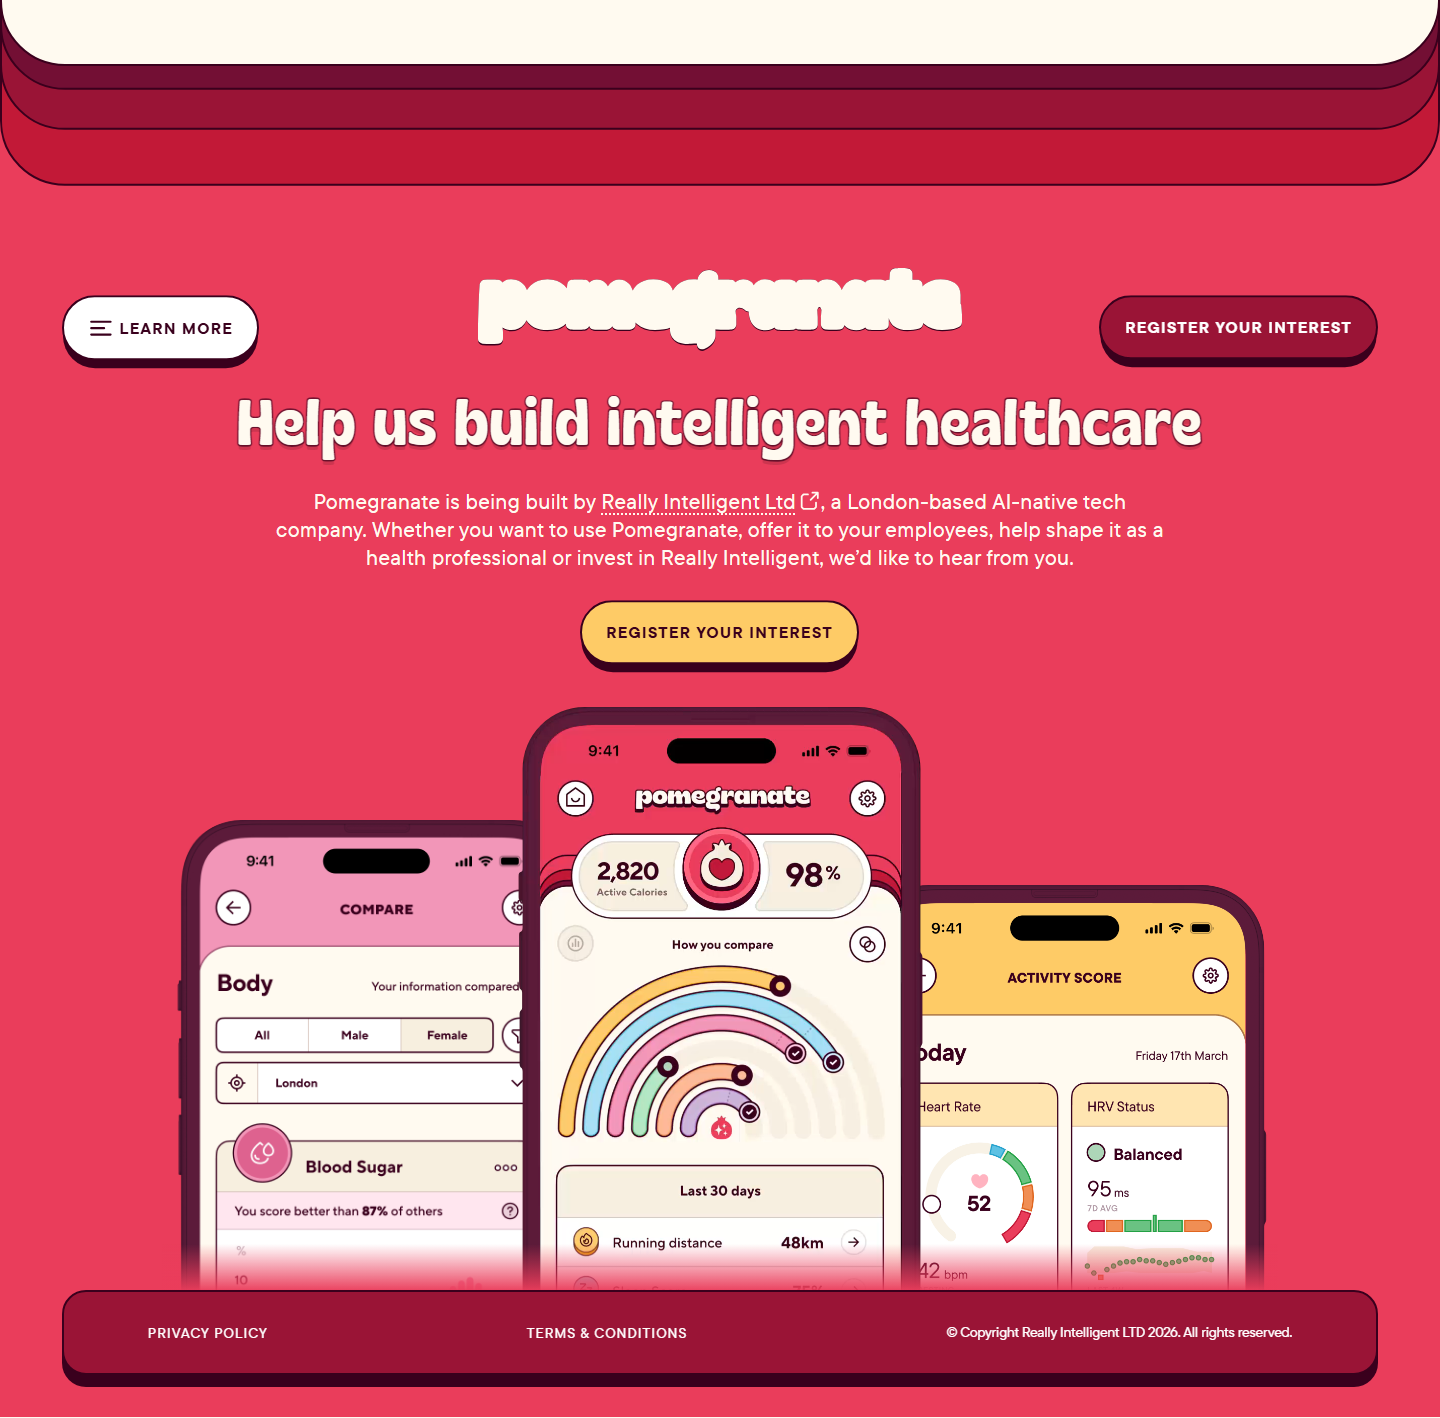 pomegranate
LEARN MORE
REGISTER YOUR INTEREST
Help us build intelligent healthcare
Pomegranate is being built by Really Intelligent Ltd, a London-based AI-native tech
company. Whether you want to use Pomegranate, offer it to your employees, help shape it as a
health professional or invest in Really Intelligent, we’d like to hear from you.
REGISTER YOUR INTEREST
9:41
COMPARE
Body
Your information compared
All
Male
Female
London
Blood Sugar
You score better than 87% of others
%
10
9:41
pomegranate
2,820
Active Calories
98%
How you compare
Last 30 days
Running distance
48km
75%
9:41
ACTIVITY SCORE
oday
Friday 17th March
Heart Rate
52
42 bpm
HRV Status
Balanced
95 ms
7D AVG
PRIVACY POLICY
TERMS & CONDITIONS
© Copyright Really Intelligent LTD 2026. All rights reserved.